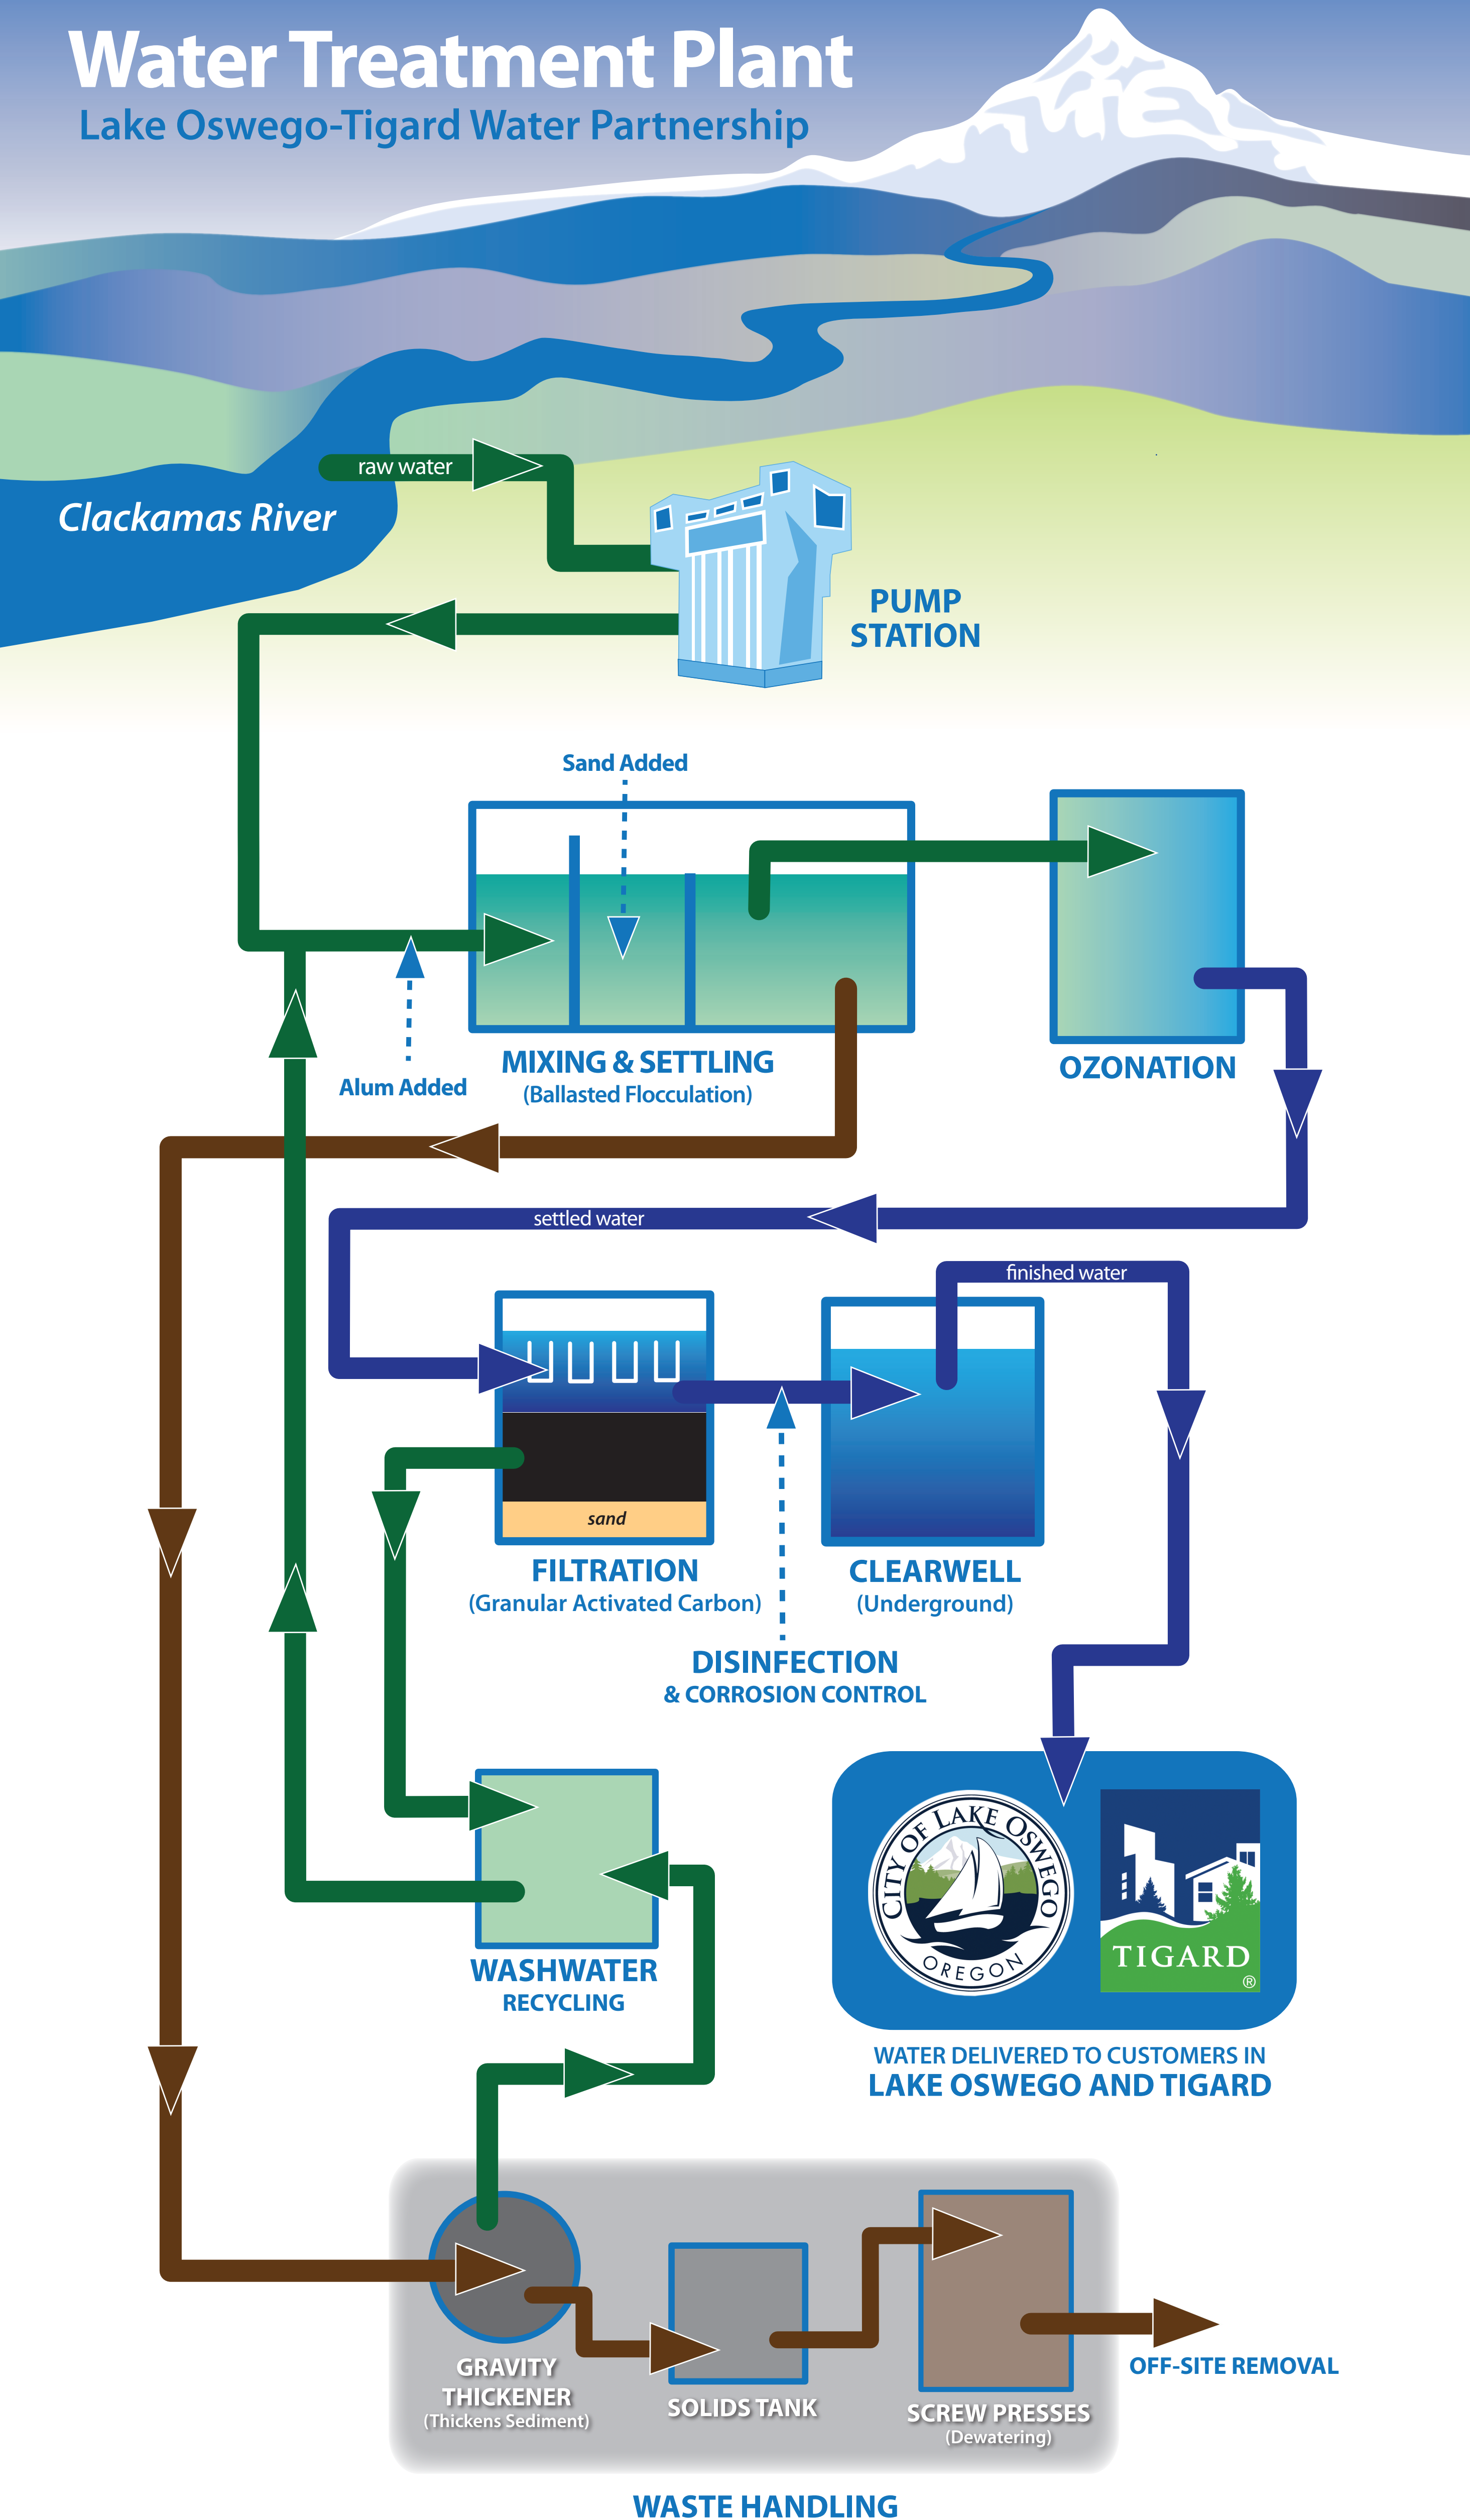 Water Treatment Plant
Lake Oswego-Tigard Water Partnership
raw water
Clackamas River
PUMP
STATION
Sand Added
Alum Added
MIXING & SETTLING
(Ballasted Flocculation)
OZONATION
settled water
finished water
sand
FILTRATION
(Granular Activated Carbon)
CLEARWELL
(Underground)
DISINFECTION
& CORROSION CONTROL
WASHWATER
RECYCLING
CITY OF LAKE OSWEGO
OREGON
TIGARD
®
WATER DELIVERED TO CUSTOMERS IN
LAKE OSWEGO AND TIGARD
GRAVITY
THICKENER
(Thickens Sediment)
SOLIDS TANK
SCREW PRESSES
(Dewatering)
OFF-SITE REMOVAL
WASTE HANDLING